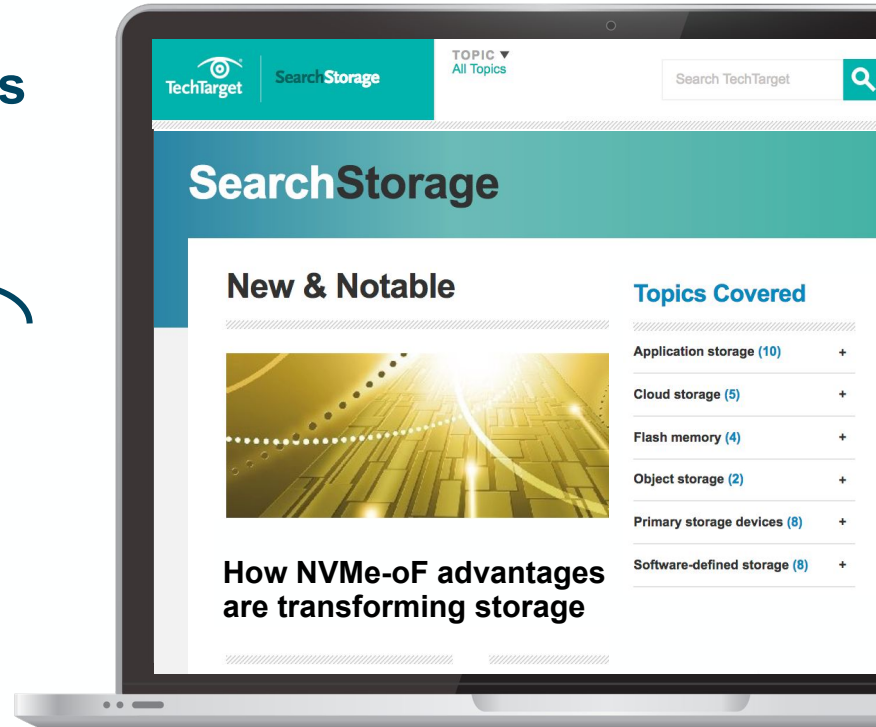 s
TechTarget
SearchStorage
TOPIC ▼
All Topics
Search TechTarget
SearchStorage
New & Notable
How NVMe-oF advantages
are transforming storage
Topics Covered
Application storage (10) +
Cloud storage (5) +
Flash memory (4) +
Object storage (2) +
Primary storage devices (8) +
Software-defined storage (8) +